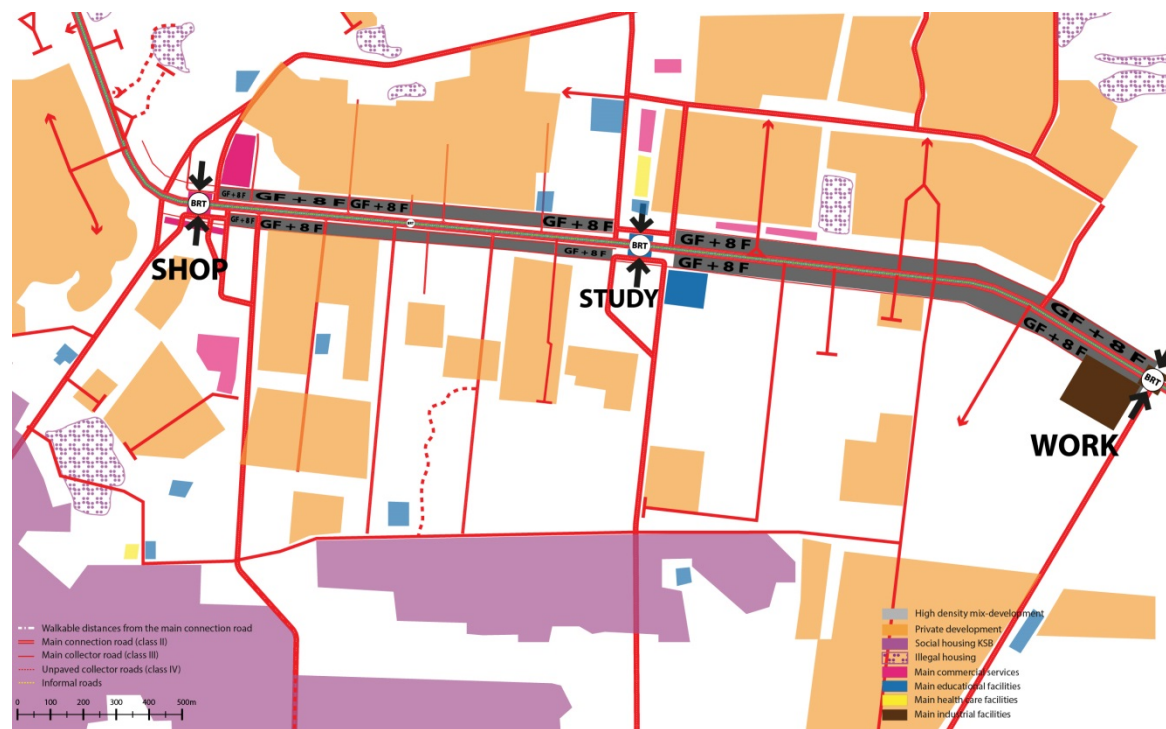 BRT
GF+8F
GF + 8 F
GF+8 F
GF+8F
GF + 8 F
BRT
GF + 8 F
SHOP
GF + 8 F
BRT
GF + 8 F
GF + 8 F
GF + 8 F
STUDY
GF + 8 F
GF + 8 F
BRT
WORK
High density mix-development
Private development
Social housing KSB
Illegal housing
Main commercial services
Main educational facilities
Main health care facilities
Main industrial facilities
Walkable distances from the main connection road
Main connection road (class II)
Main collector road (class III)
Unpaved collector roads (class IV)
Informal roads
0 100 200 300 400 500m